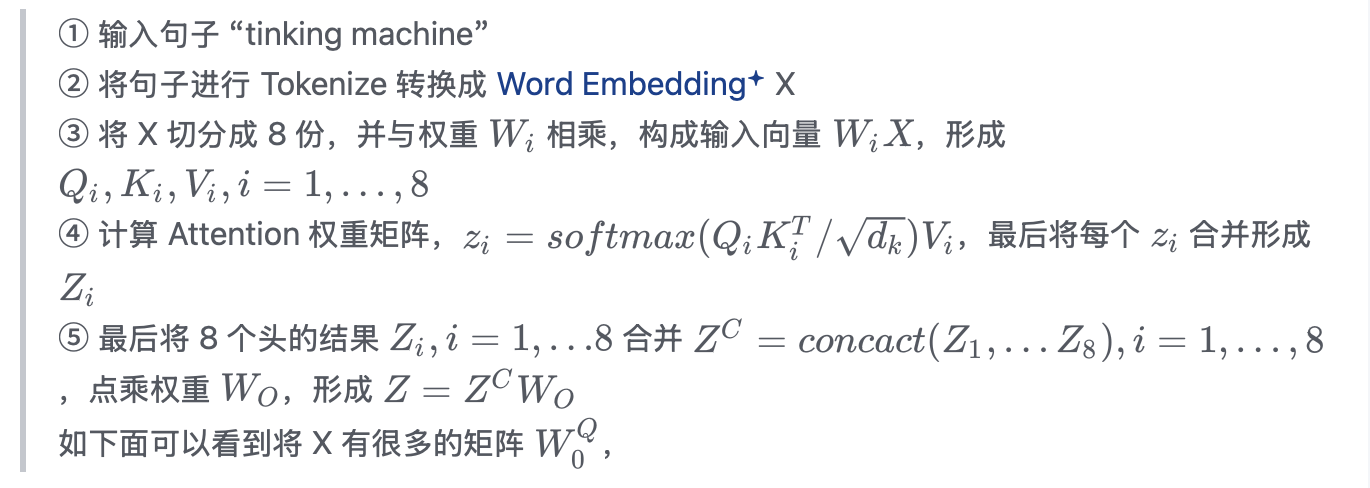 ① 输入句子 “tinking machine”
② 将句子进行 Tokenize 转换成 Word Embedding✦ X
③ 将 X 切分成 8 份，并与权重 W_i 相乘，构成输入向量 W_iX，形成
Q_i, K_i, V_i, i = 1, . . . , 8
④ 计算 Attention 权重矩阵，z_i = softmax(Q_iK_i^T/√d_k)V_i，最后将每个 z_i 合并形成
Z_i
⑤ 最后将 8 个头的结果 Z_i, i = 1, . . .8 合并 Z^C = concact(Z_1, . . . Z_8), i = 1, . . . , 8
，点乘权重 W_O，形成 Z = Z^CW_O
如下面可以看到将 X 有很多的矩阵 W_0^Q，